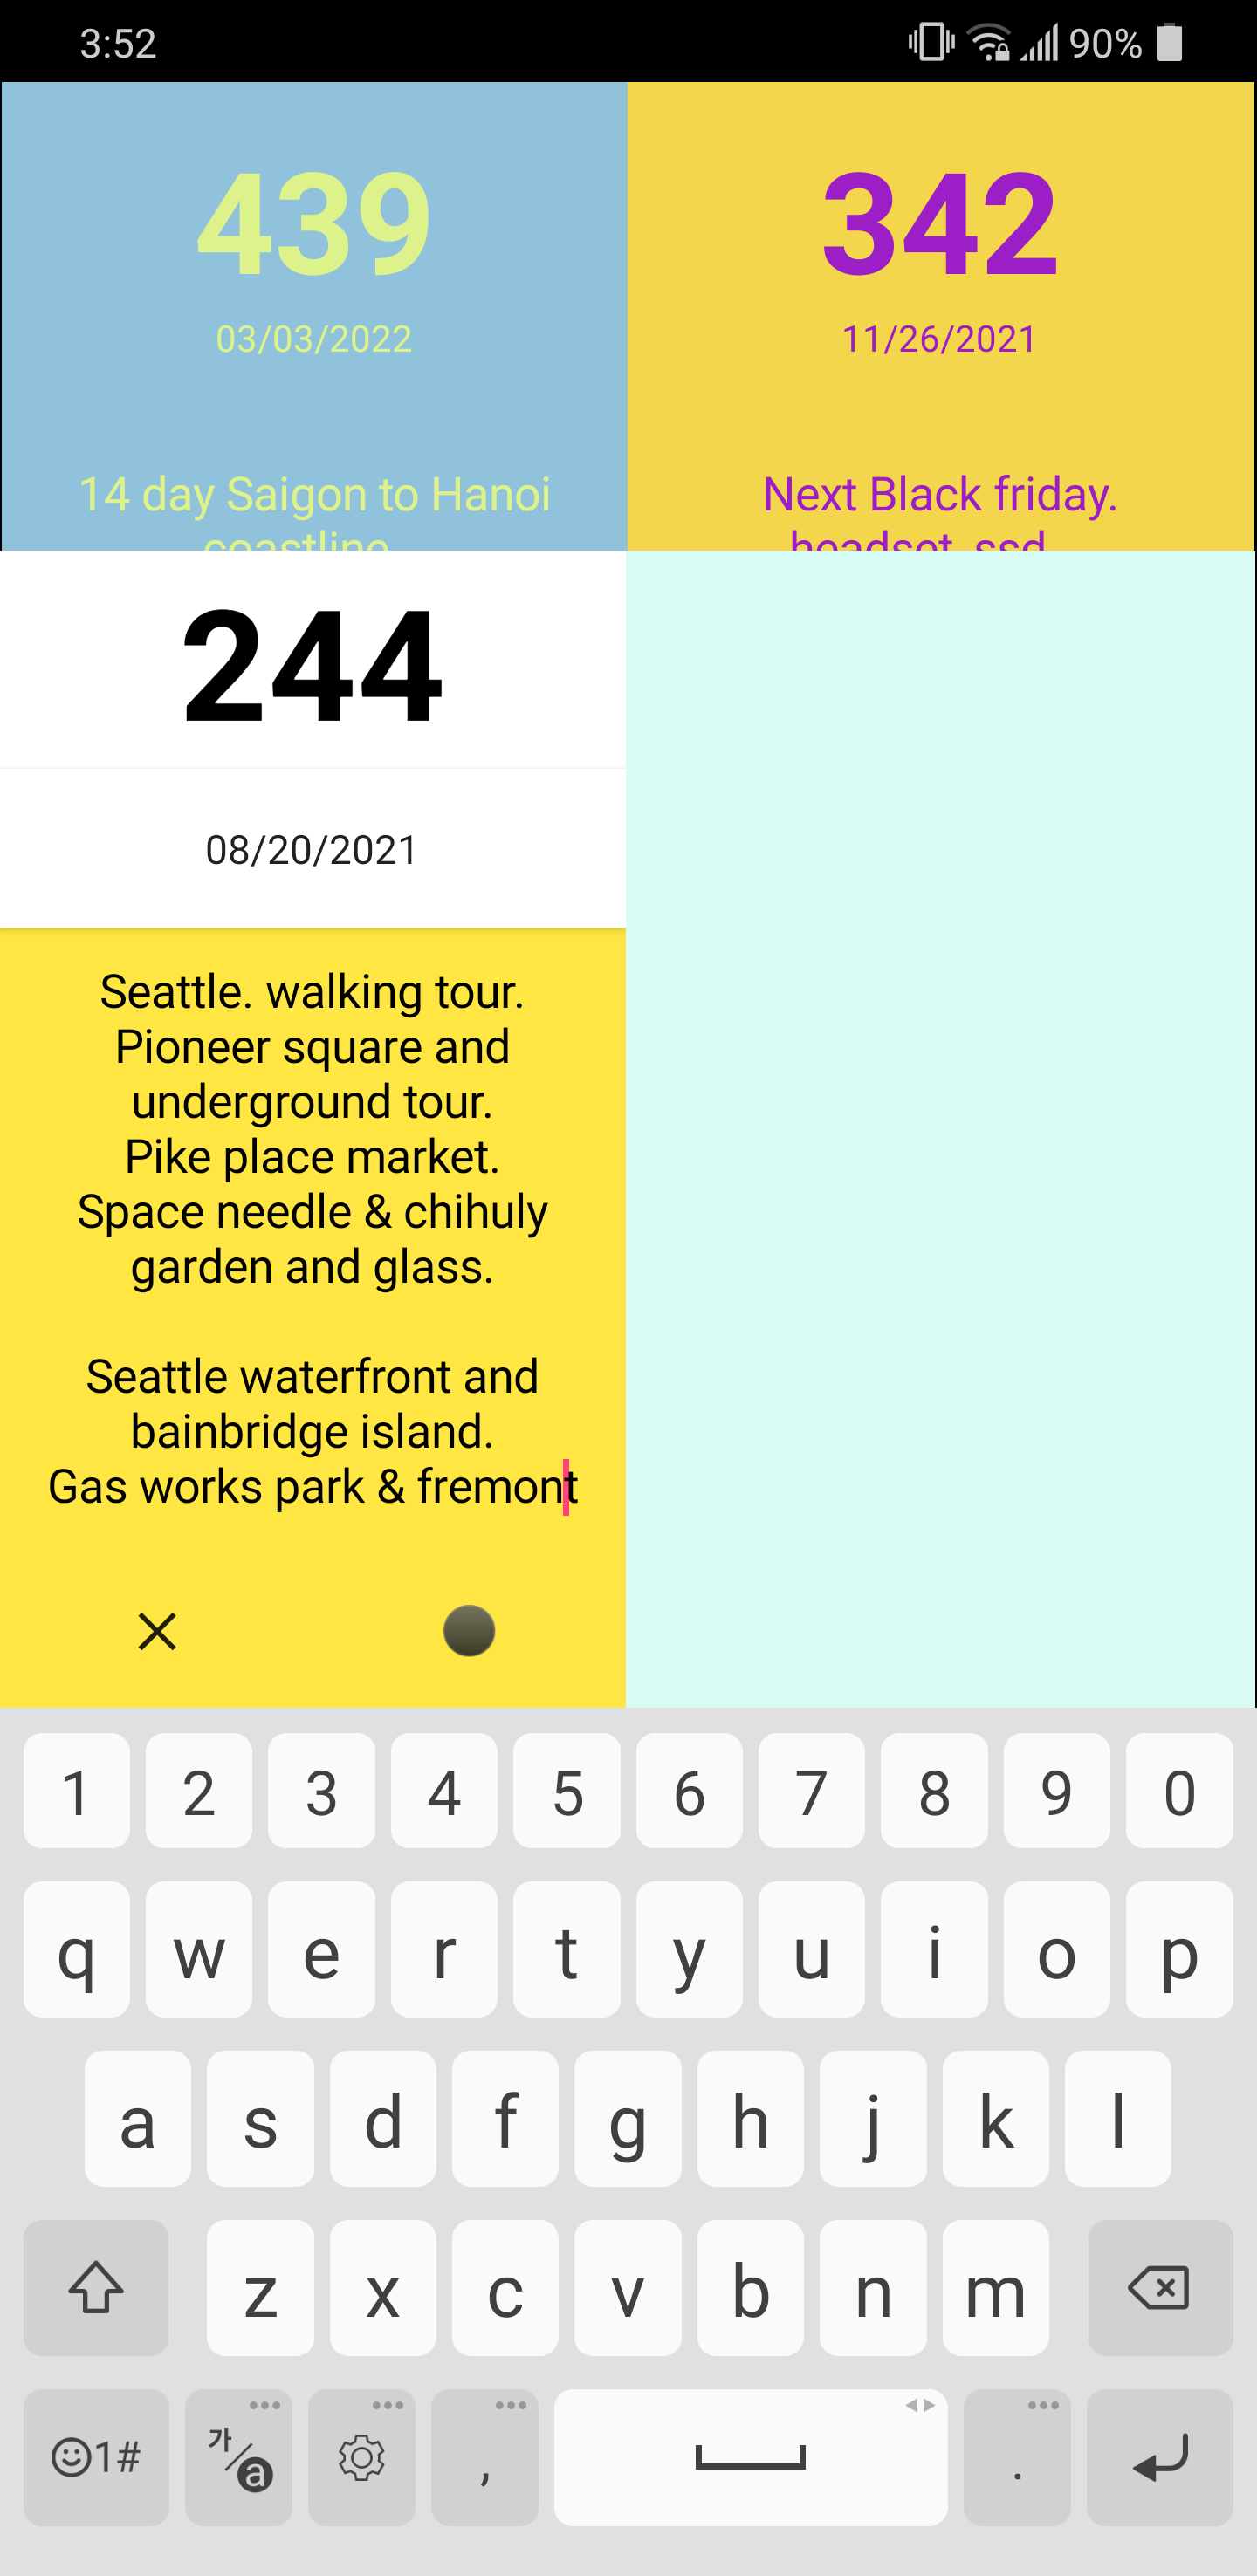 3:52 90%
439
03/03/2022
14 day Saigon to Hanoi
coastline
342
11/26/2021
Next Black friday.
headset, ssd
244
08/20/2021
Seattle. walking tour.
Pioneer square and
underground tour.
Pike place market.
Space needle & chihuly
garden and glass.
Seattle waterfront and
bainbridge island.
Gas works park & fremont
1 2 3 4 5 6 7 8 9 0
q w e r t y u i o p
a s d f g h j k l
z x c v b n m
1# 가/a , .